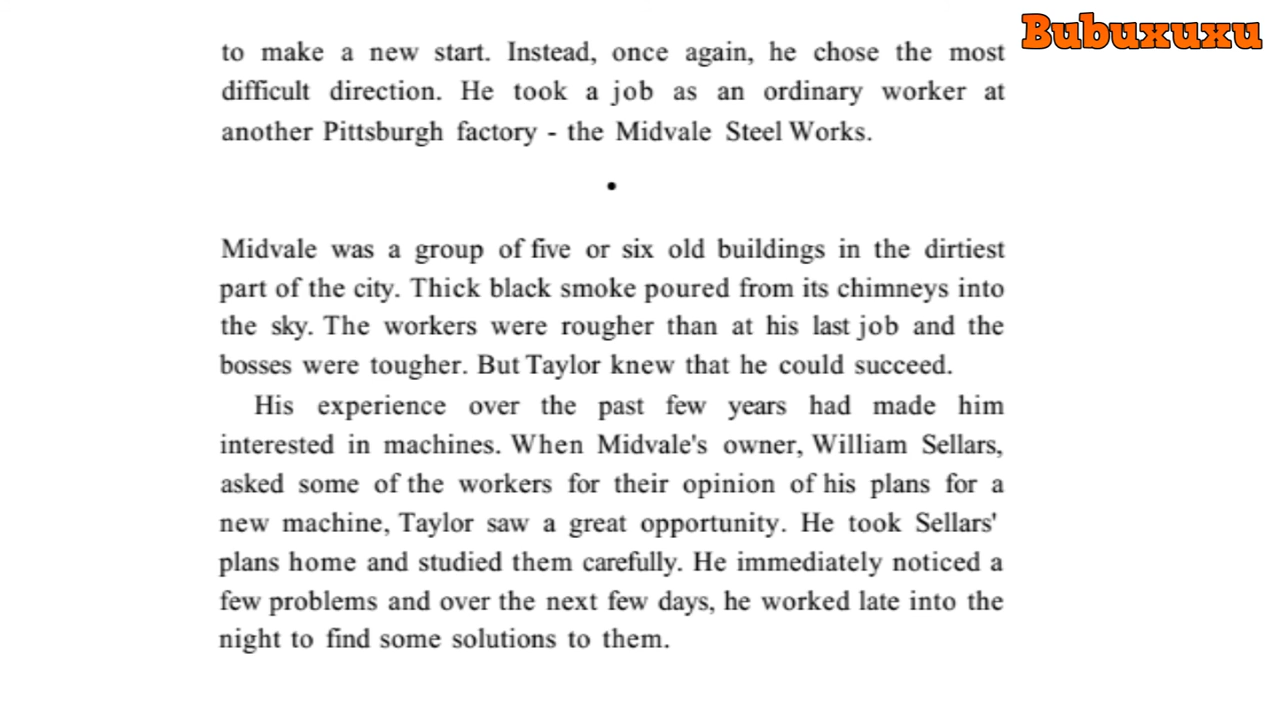 Bubuxuxu
to make a new start. Instead, once again, he chose the most
difficult direction. He took a job as an ordinary worker at
another Pittsburgh factory - the Midvale Steel Works.
•
Midvale was a group of five or six old buildings in the dirtiest
part of the city. Thick black smoke poured from its chimneys into
the sky. The workers were rougher than at his last job and the
bosses were tougher. But Taylor knew that he could succeed.
His experience over the past few years had made him
interested in machines. When Midvale's owner, William Sellars,
asked some of the workers for their opinion of his plans for a
new machine, Taylor saw a great opportunity. He took Sellars'
plans home and studied them carefully. He immediately noticed a
few problems and over the next few days, he worked late into the
night to find some solutions to them.